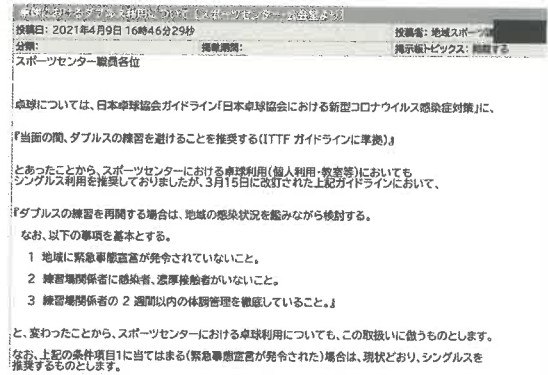 卓球におけるダブルス利用について【スポーツセンター・公会堂より】
投稿日: 2021年4月9日 16時46分29秒
投稿者: 地域スポーツ
分類:
掲載期間:
掲示板トピックス:
スポーツセンター職員各位
卓球については、日本卓球協会ガイドライン「日本卓球協会における新型コロナウイルス感染症対策」に、
『当面の間、ダブルスの練習を避けることを推奨する(ITTF ガイドラインに準拠)。』
とあったことから、スポーツセンターにおける卓球利用(個人利用・教室等)においても
シングルス利用を推奨しておりましたが、3月15日に改訂された上記ガイドラインにおいて、
『ダブルスの練習を再開する場合は、地域の感染状況を鑑みながら検討する。
なお、以下の事項を基本とする。
1 地域に緊急事態宣言が発令されていないこと。
2 練習場関係者に感染者、濃厚接触者がいないこと。
3 練習場関係者の 2 週間以内の体調管理を徹底していること。』
と、変わったことから、スポーツセンターにおける卓球利用についても、この取扱いに倣うものとします。
なお、上記の条件項目1に当てはまる(緊急事態宣言が発令された)場合は、現状どおり、シングルスを
推奨するものとします。